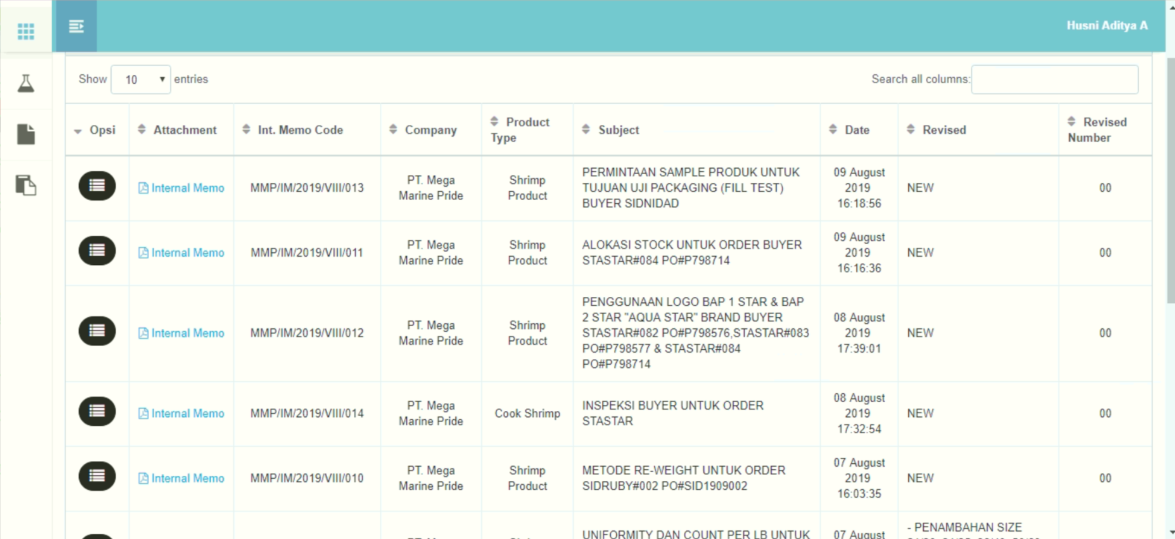 Husni Aditya A
Show 10 entries
Search all columns:
Opsi
Attachment
Int. Memo Code
Company
Product
Type
Subject
Date
Revised
Revised
Number
Internal Memo
MMP/IM/2019/VIII/013
PT. Mega
Marine Pride
Shrimp
Product
PERMINTAAN SAMPLE PRODUK UNTUK
TUJUAN UJI PACKAGING (FILL TEST)
BUYER SIDNIDAD
09 August
2019
16:18:56
NEW
00
Internal Memo
MMP/IM/2019/VIII/011
PT. Mega
Marine Pride
Shrimp
Product
ALOKASI STOCK UNTUK ORDER BUYER
STASTAR#084 PO#P798714
09 August
2019
16:16:36
NEW
00
Internal Memo
MMP/IM/2019/VIII/012
PT. Mega
Marine Pride
Shrimp
Product
PENGGUNAAN LOGO BAP 1 STAR & BAP
2 STAR "AQUA STAR" BRAND BUYER
STASTAR#082 PO#P798576,STASTAR#083
PO#P798577 & STASTAR#084
PO#P798714
08 August
2019
17:39:01
NEW
00
Internal Memo
MMP/IM/2019/VIII/014
PT. Mega
Marine Pride
Cook Shrimp
INSPEKSI BUYER UNTUK ORDER
STASTAR
08 August
2019
17:32:54
NEW
00
Internal Memo
MMP/IM/2019/VIII/010
PT. Mega
Marine Pride
Shrimp
Product
METODE RE-WEIGHT UNTUK ORDER
SIDRUBY#002 PO#SID1909002
07 August
2019
16:03:35
NEW
00
UNIFORMITY DAN COUNT PER LB UNTUK
07 August
- PENAMBAHAN SIZE